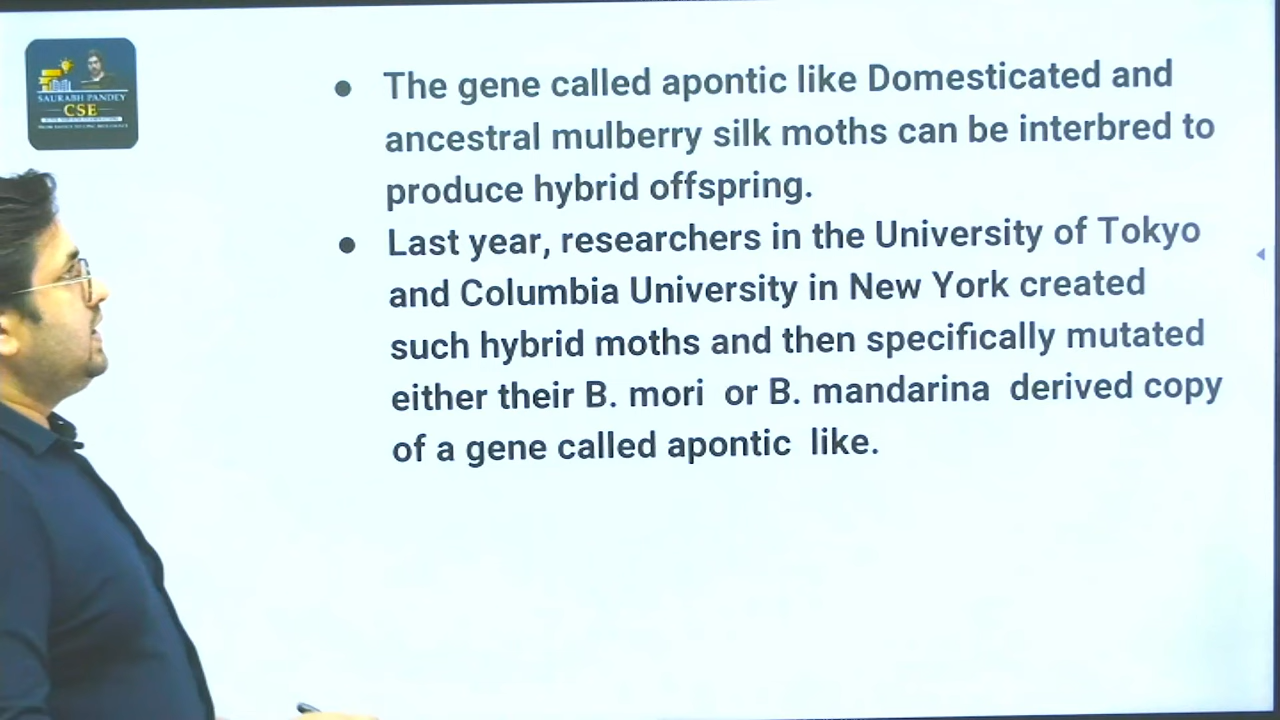 SAURABH PANDEY
CSE
• The gene called apontic like Domesticated and
ancestral mulberry silk moths can be interbred to
produce hybrid offspring.
• Last year, researchers in the University of Tokyo
and Columbia University in New York created
such hybrid moths and then specifically mutated
either their B. mori or B. mandarina derived copy
of a gene called apontic like.